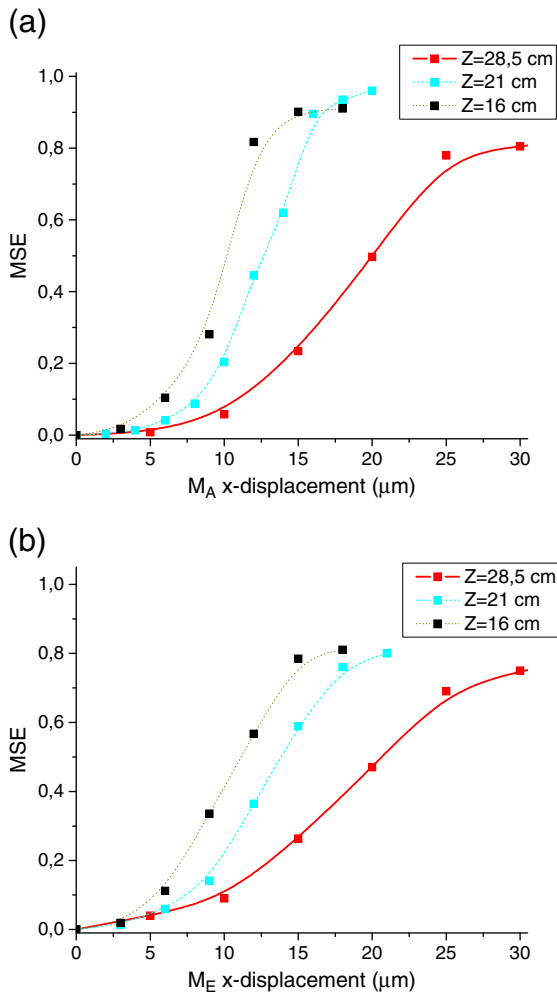 (a)
Z=28,5 cm
Z=21 cm
Z=16 cm
1,0
0,8
0,6
0,4
0,2
0,0
MSE
0 5 10 15 20 25 30
M_A x-displacement (μm)
(b)
Z=28,5 cm
Z=21 cm
Z=16 cm
1,0
0,8
0,6
0,4
0,2
0,0
MSE
0 5 10 15 20 25 30
M_E x-displacement (μm)